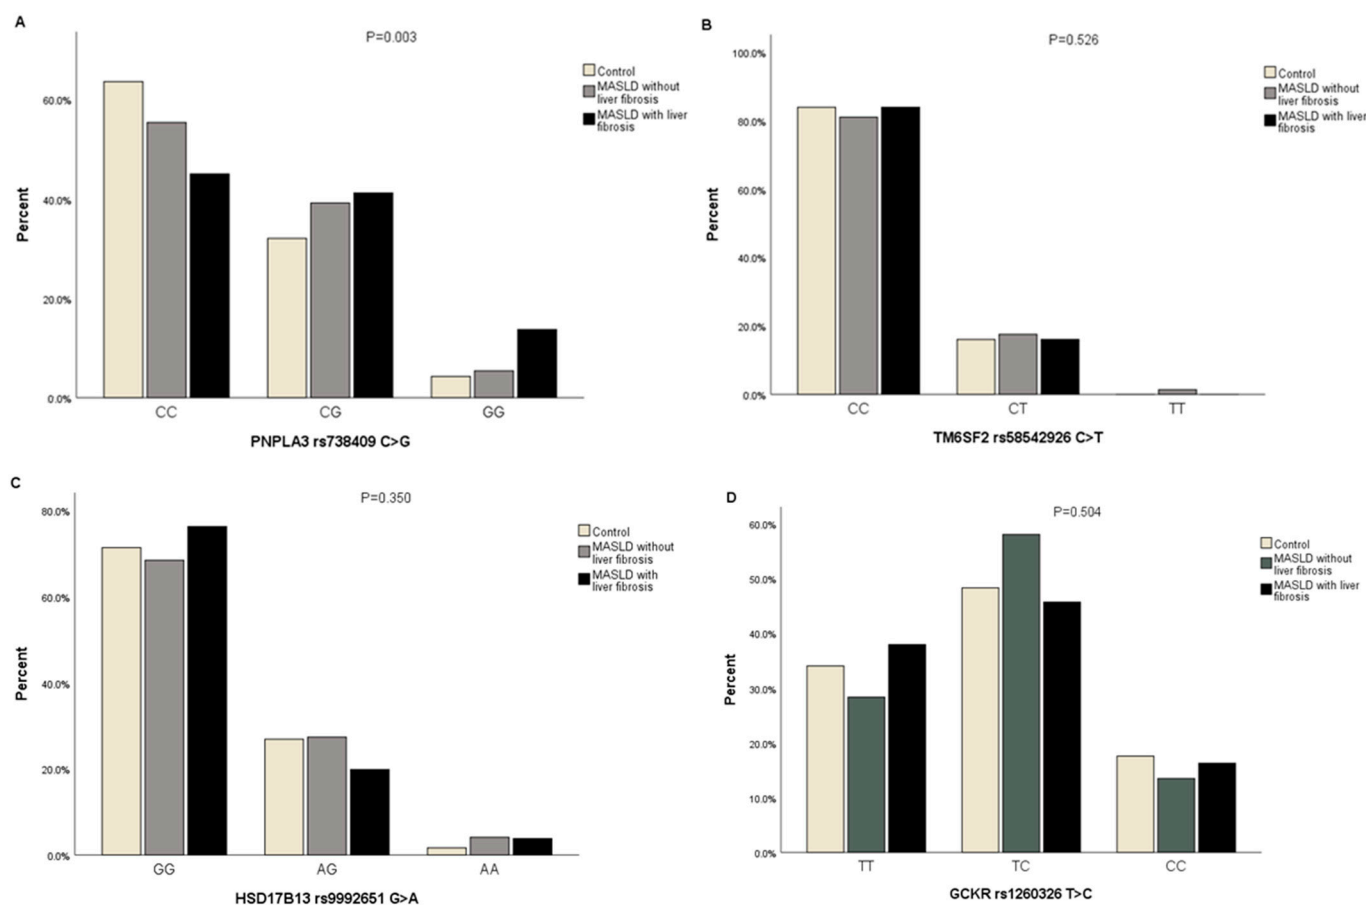 A
P=0.003
Control
MASLD without
liver fibrosis
MASLD with liver
fibrosis
60.0%
40.0%
20.0%
0.0%
Percent
CC
CG
GG
PNPLA3 rs738409 C>G
B
P=0.526
Control
MASLD without
liver fibrosis
MASLD with liver
fibrosis
100.0%
80.0%
60.0%
40.0%
20.0%
0.0%
Percent
CC
CT
TT
TM6SF2 rs58542926 C>T
C
P=0.350
Control
MASLD without
liver fibrosis
MASLD with
liver fibrosis
80.0%
60.0%
40.0%
20.0%
0.0%
Percent
GG
AG
AA
HSD17B13 rs9992651 G>A
D
P=0.504
Control
MASLD without
liver fibrosis
MASLD with liver
fibrosis
60.0%
50.0%
40.0%
30.0%
20.0%
10.0%
0.0%
Percent
TT
TC
CC
GCKR rs1260326 T>C